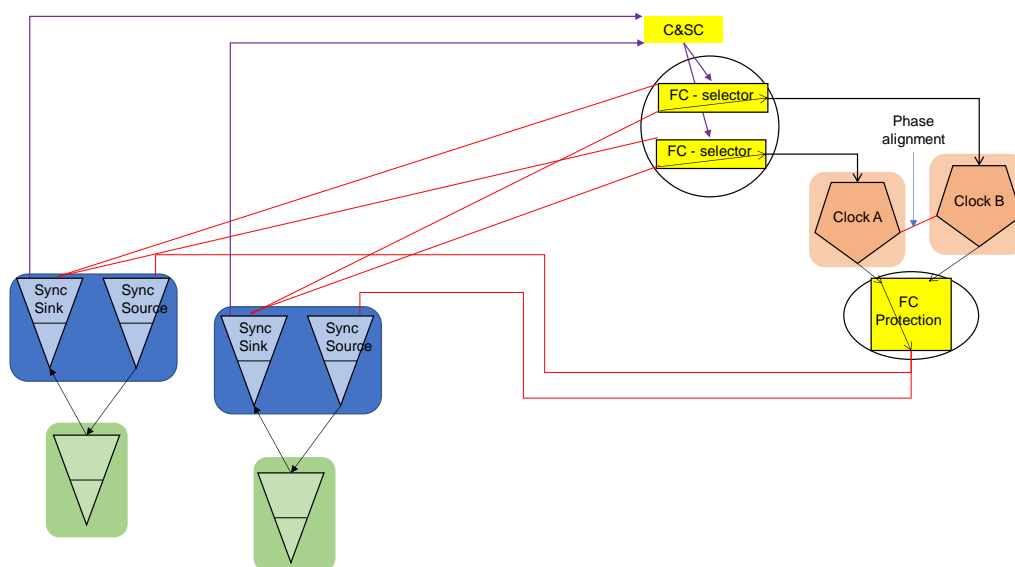 C&SC
FC - selector
FC - selector
Phase
alignment
Clock A
Clock B
Sync
Sink
Sync
Source
Sync
Sink
Sync
Source
FC
Protection